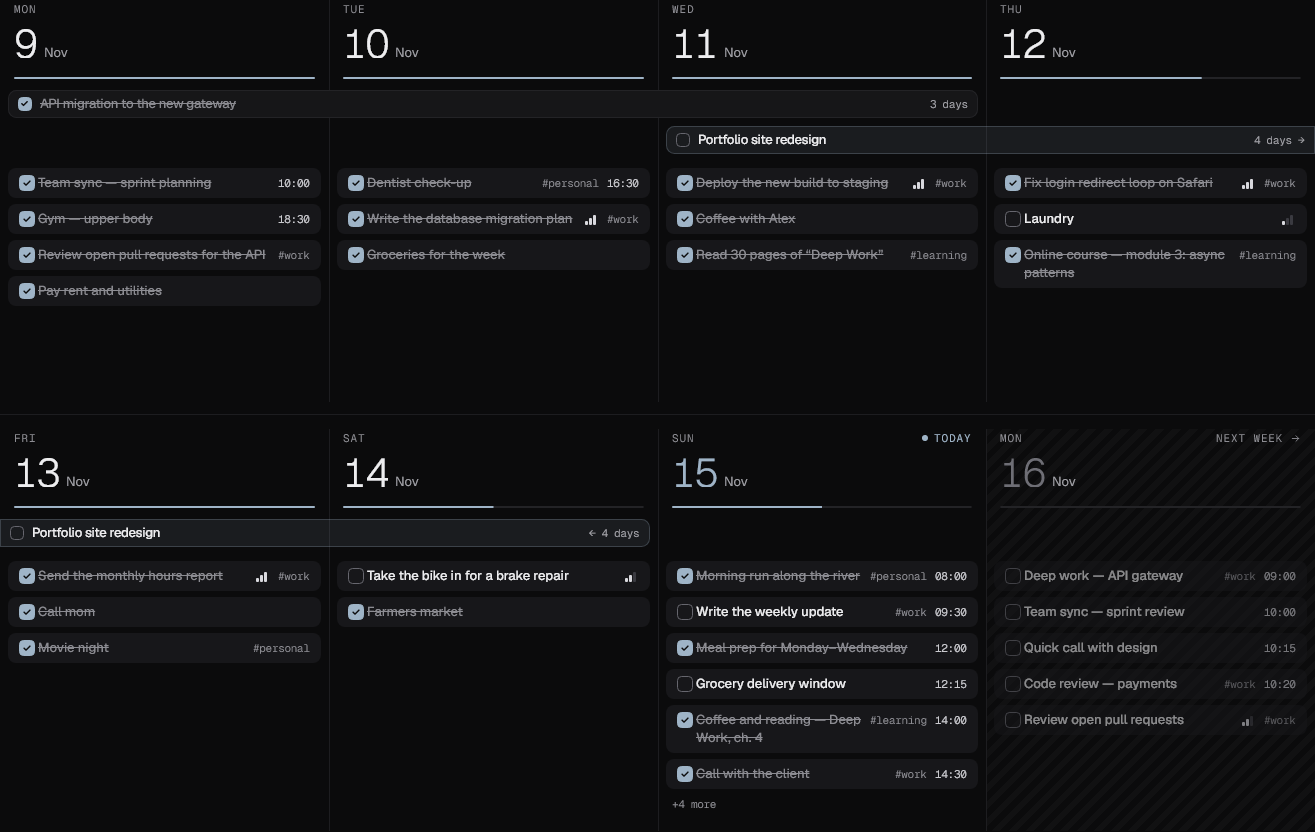 MON
9 Nov
TUE
10 Nov
WED
11 Nov
THU
12 Nov
API migration to the new gateway 3 days
Portfolio site redesign 4 days →
Team sync — sprint planning 10:00
Gym — upper body 18:30
Review open pull requests for the API #work
Pay rent and utilities
Dentist check-up #personal 16:30
Write the database migration plan #work
Groceries for the week
Deploy the new build to staging #work
Coffee with Alex
Read 30 pages of “Deep Work” #learning
Fix login redirect loop on Safari #work
Laundry
Online course — module 3: async #learning
patterns
FRI
13 Nov
SAT
14 Nov
SUN TODAY
15 Nov
MON NEXT WEEK →
16 Nov
Portfolio site redesign ← 4 days
Send the monthly hours report #work
Call mom
Movie night #personal
Take the bike in for a brake repair
Farmers market
Morning run along the river #personal 08:00
Write the weekly update #work 09:30
Meal prep for Monday–Wednesday 12:00
Grocery delivery window 12:15
Coffee and reading — Deep #learning 14:00
Work, ch. 4
Call with the client #work 14:30
+4 more
Deep work — API gateway #work 09:00
Team sync — sprint review 10:00
Quick call with design 10:15
Code review — payments #work 10:20
Review open pull requests #work